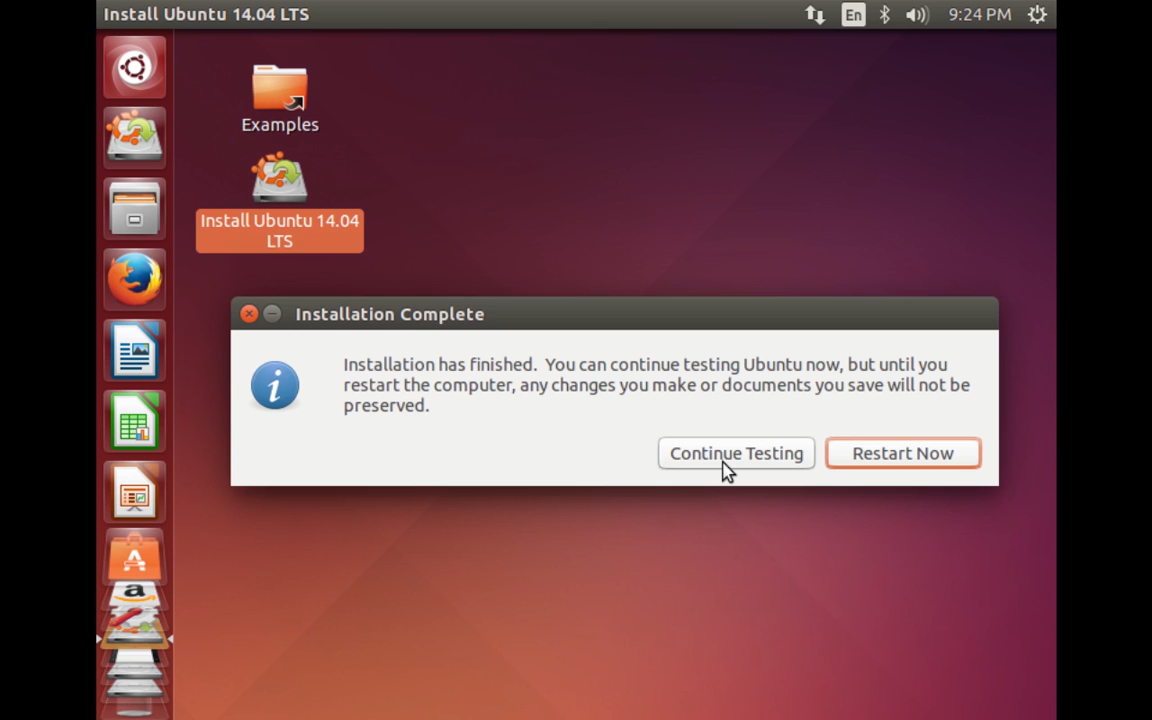 Install Ubuntu 14.04 LTS
En
9:24 PM
Examples
Install Ubuntu 14.04
LTS
Installation Complete
Installation has finished.  You can continue testing Ubuntu now, but until you
restart the computer, any changes you make or documents you save will not be
preserved.
Continue Testing
Restart Now